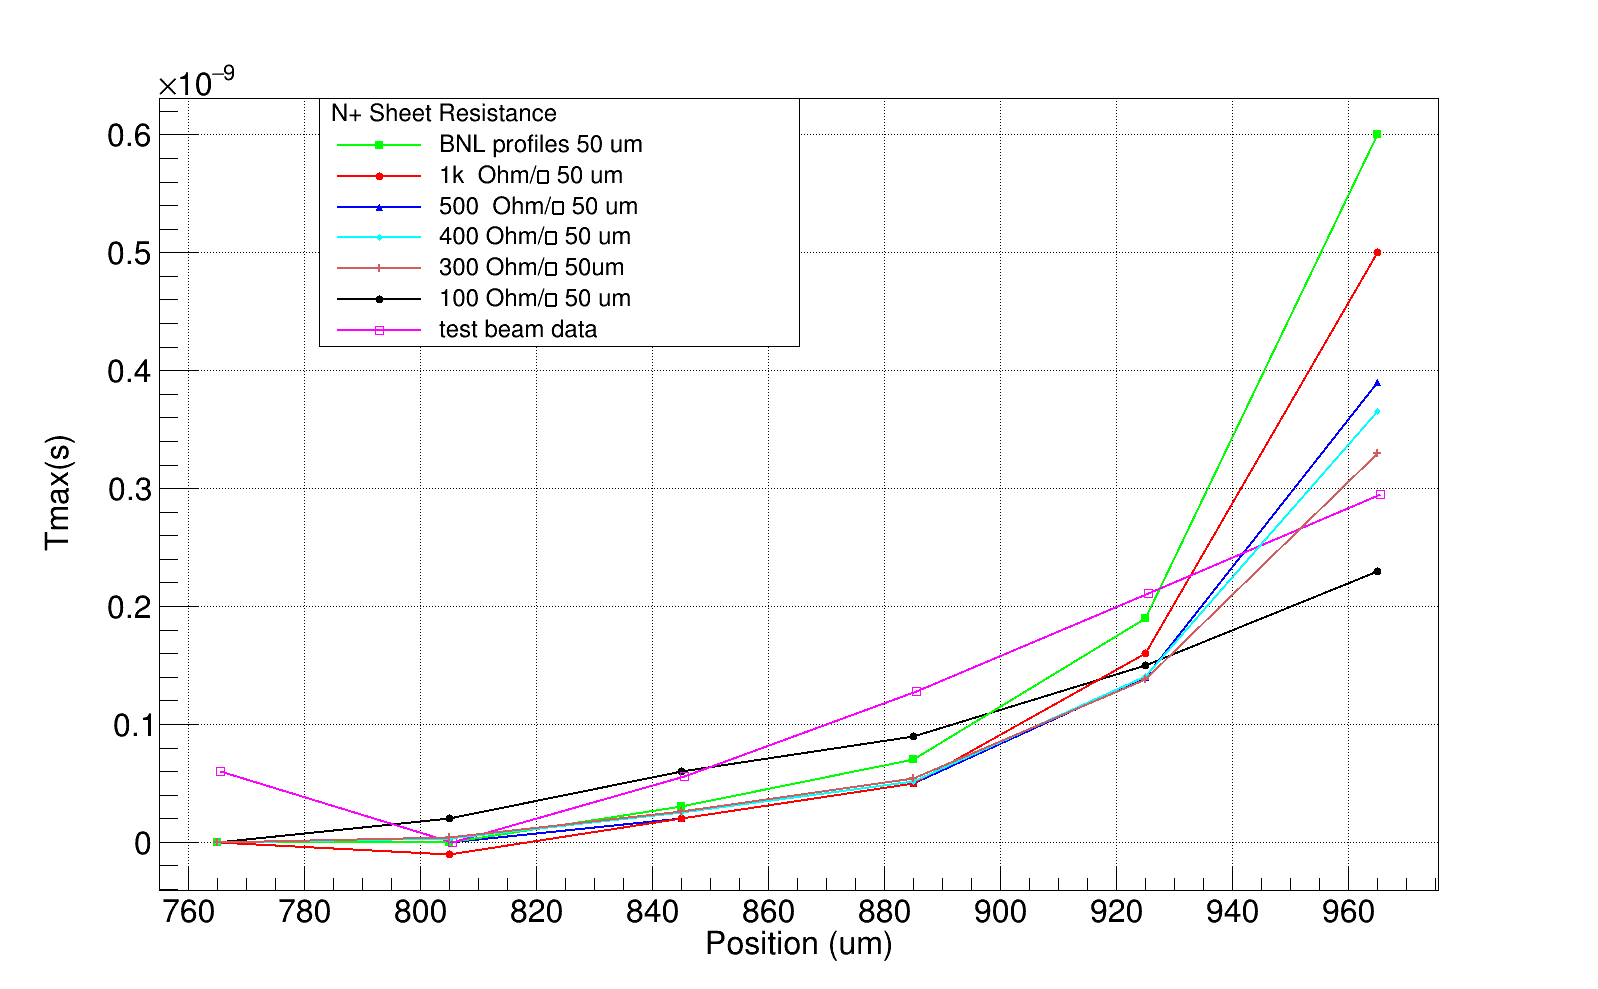 ×10⁻⁹
N+ Sheet Resistance
BNL profiles 50 um
1k Ohm/□ 50 um
500 Ohm/□ 50 um
400 Ohm/□ 50 um
300 Ohm/□ 50um
100 Ohm/□ 50 um
test beam data
0.6
0.5
0.4
0.3
0.2
0.1
0
Tmax(s)
760 780 800 820 840 860 880 900 920 940 960
Position (um)